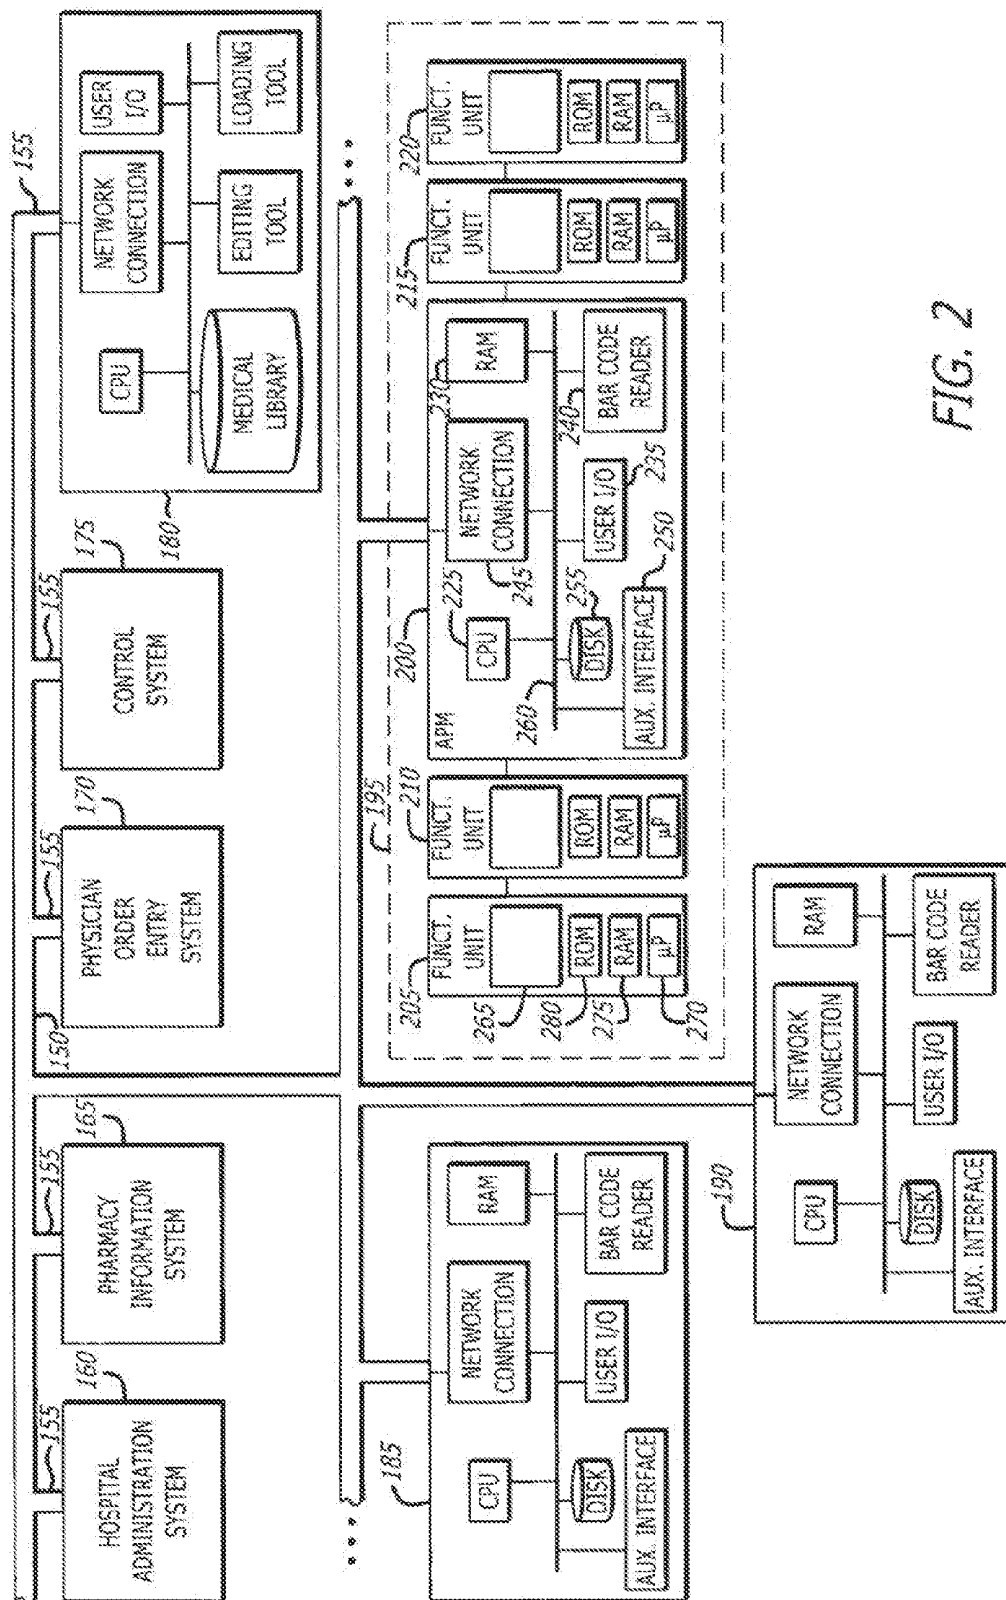 155
155
155
155
155
160
165
150
170
175
180
HOSPITAL
ADMINISTRATION
SYSTEM
PHARMACY
INFORMATION
SYSTEM
PHYSICIAN
ORDER
ENTRY
SYSTEM
CONTROL
SYSTEM
CPU
NETWORK
CONNECTION
USER
I/O
MEDICAL
LIBRARY
EDITING
TOOL
LOADING
TOOL
185
CPU
NETWORK
CONNECTION
RAM
DISK
USER I/O
BAR CODE
READER
AUX. INTERFACE
190
CPU
NETWORK
CONNECTION
RAM
DISK
USER I/O
BAR CODE
READER
AUX. INTERFACE
195
205
FUNCT.
UNIT
265
280
ROM
275
RAM
270
µP
210
FUNCT.
UNIT
ROM
RAM
µP
200
APM
225
CPU
245
NETWORK
CONNECTION
230
RAM
260
255
DISK
USER I/O
235
240
BAR CODE
READER
AUX. INTERFACE
250
215
FUNCT.
UNIT
ROM
RAM
µP
220
FUNCT.
UNIT
ROM
RAM
µP
FIG. 2